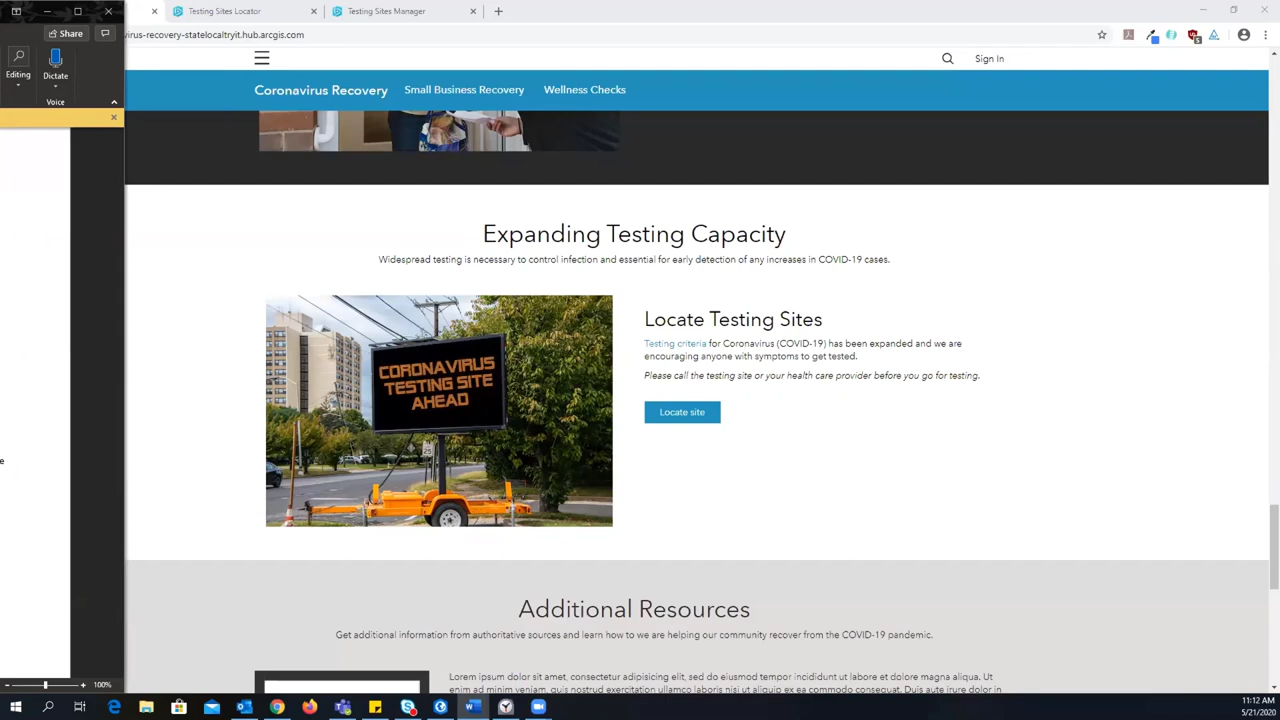 Testing Sites Locator
Testing Sites Manager
Share
virus-recovery-statelocaltryit.hub.arcgis.com
Editing
Dictate
Voice
Sign In
Coronavirus Recovery
Small Business Recovery
Wellness Checks
Expanding Testing Capacity
Widespread testing is necessary to control infection and essential for early detection of any increases in COVID-19 cases.
CORONAVIRUS
TESTING SITE
AHEAD
25
Locate Testing Sites
Testing criteria for Coronavirus (COVID-19) has been expanded and we are
encouraging anyone with symptoms to get tested.
Please call the testing site or your health care provider before you go for testing.
Locate site
e
Additional Resources
Get additional information from authoritative sources and learn how to we are helping our community recover from the COVID-19 pandemic.
Lorem ipsum dolor sit amet, consectetur adipisicing elit, sed do eiusmod tempor incididunt ut labore et dolore magna aliqua. Ut
enim ad minim veniam, quis nostrud exercitation ullamco laboris nisi ut aliquip ex ea commodo consequat. Duis aute irure dolor in
100%
11:12 AM
5/21/2020